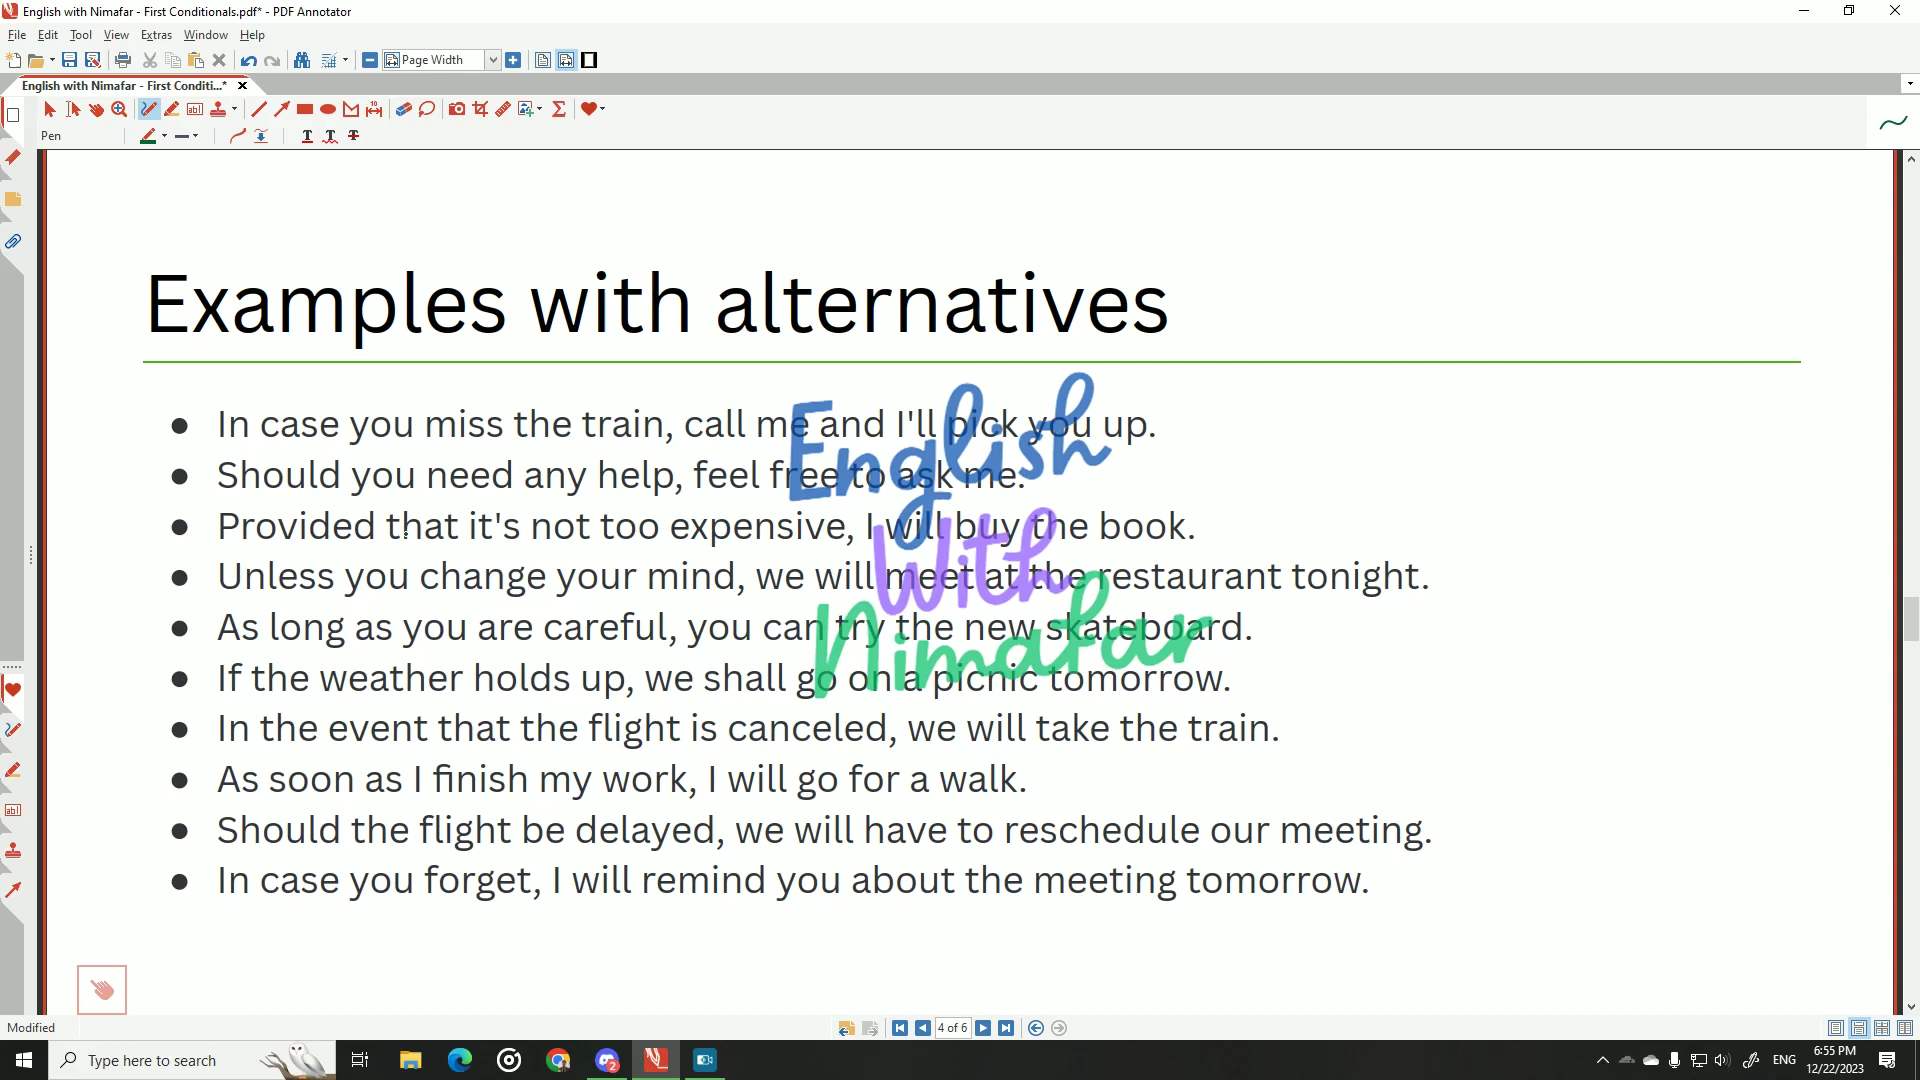 English with Nimafar - First Conditionals.pdf* - PDF Annotator
File Edit Tool View Extras Window Help
Page Width
English with Nimafar - First Conditi...*
Pen
Examples with alternatives
In case you miss the train, call me and I'll pick you up.
Should you need any help, feel free to ask me.
Provided that it's not too expensive, I will buy the book.
Unless you change your mind, we will meet at the restaurant tonight.
As long as you are careful, you can try the new skateboard.
If the weather holds up, we shall go on a picnic tomorrow.
In the event that the flight is canceled, we will take the train.
As soon as I finish my work, I will go for a walk.
Should the flight be delayed, we will have to reschedule our meeting.
In case you forget, I will remind you about the meeting tomorrow.
English
With
Nimafar
Modified
4 of 6
Type here to search
2
ENG
6:55 PM
12/22/2023